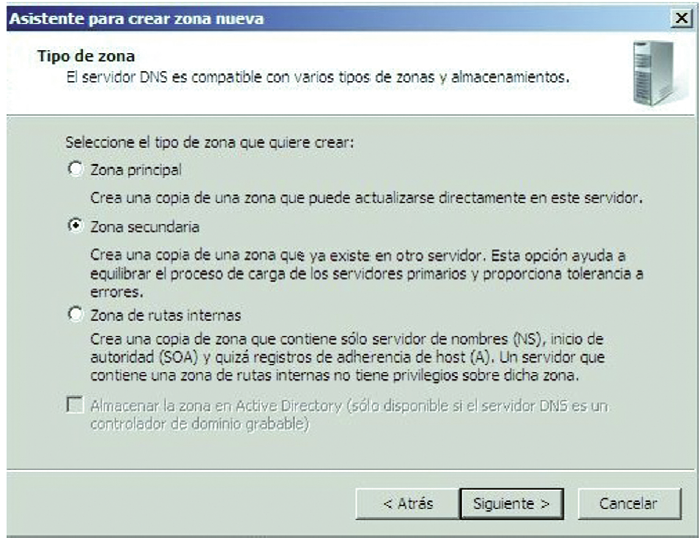 Asistente para crear zona nueva
Tipo de zona
El servidor DNS es compatible con varios tipos de zonas y almacenamientos.
Seleccione el tipo de zona que quiere crear:
Zona principal
Crea una copia de una zona que puede actualizarse directamente en este servidor.
Zona secundaria
Crea una copia de una zona que ya existe en otro servidor. Esta opción ayuda a
equilibrar el proceso de carga de los servidores primarios y proporciona tolerancia a
errores.
Zona de rutas internas
Crea una copia de zona que contiene sólo servidor de nombres (NS), inicio de
autoridad (SOA) y quizá registros de adherencia de host (A). Un servidor que
contiene una zona de rutas internas no tiene privilegios sobre dicha zona.
Almacenar la zona en Active Directory (sólo disponible si el servidor DNS es un
controlador de dominio grabable)
< Atrás
Siguiente >
Cancelar